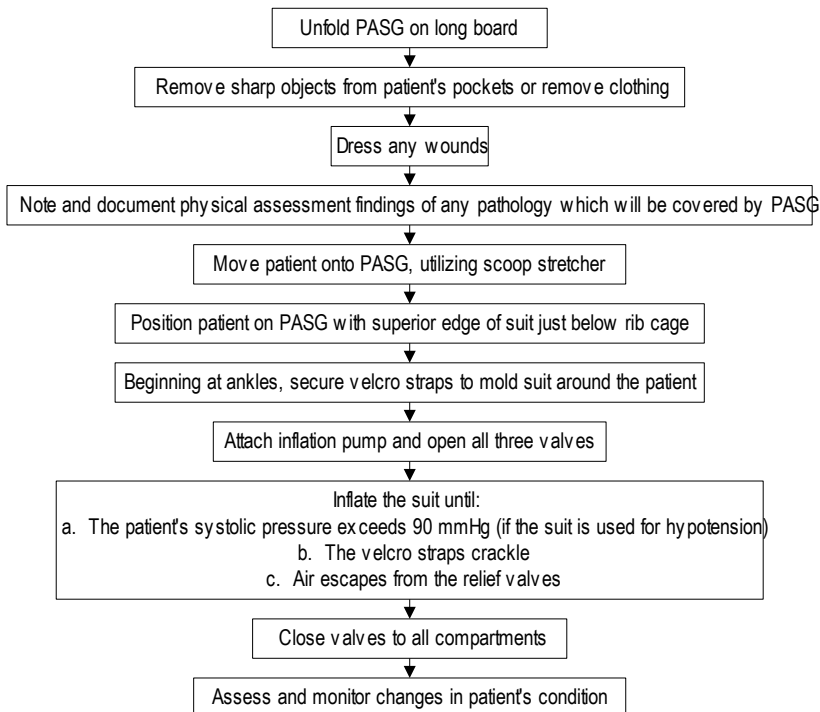 Unfold PASG on long board
Remove sharp objects from patient's pockets or remove clothing
Dress any wounds
Note and document physical assessment findings of any pathology which will be covered by PASG
Move patient onto PASG, utilizing scoop stretcher
Position patient on PASG with superior edge of suit just below rib cage
Beginning at ankles, secure velcro straps to mold suit around the patient
Attach inflation pump and open all three valves
Inflate the suit until:
a. The patient's systolic pressure exceeds 90 mmHg (if the suit is used for hypotension)
b. The velcro straps crackle
c. Air escapes from the relief valves
Close valves to all compartments
Assess and monitor changes in patient's condition